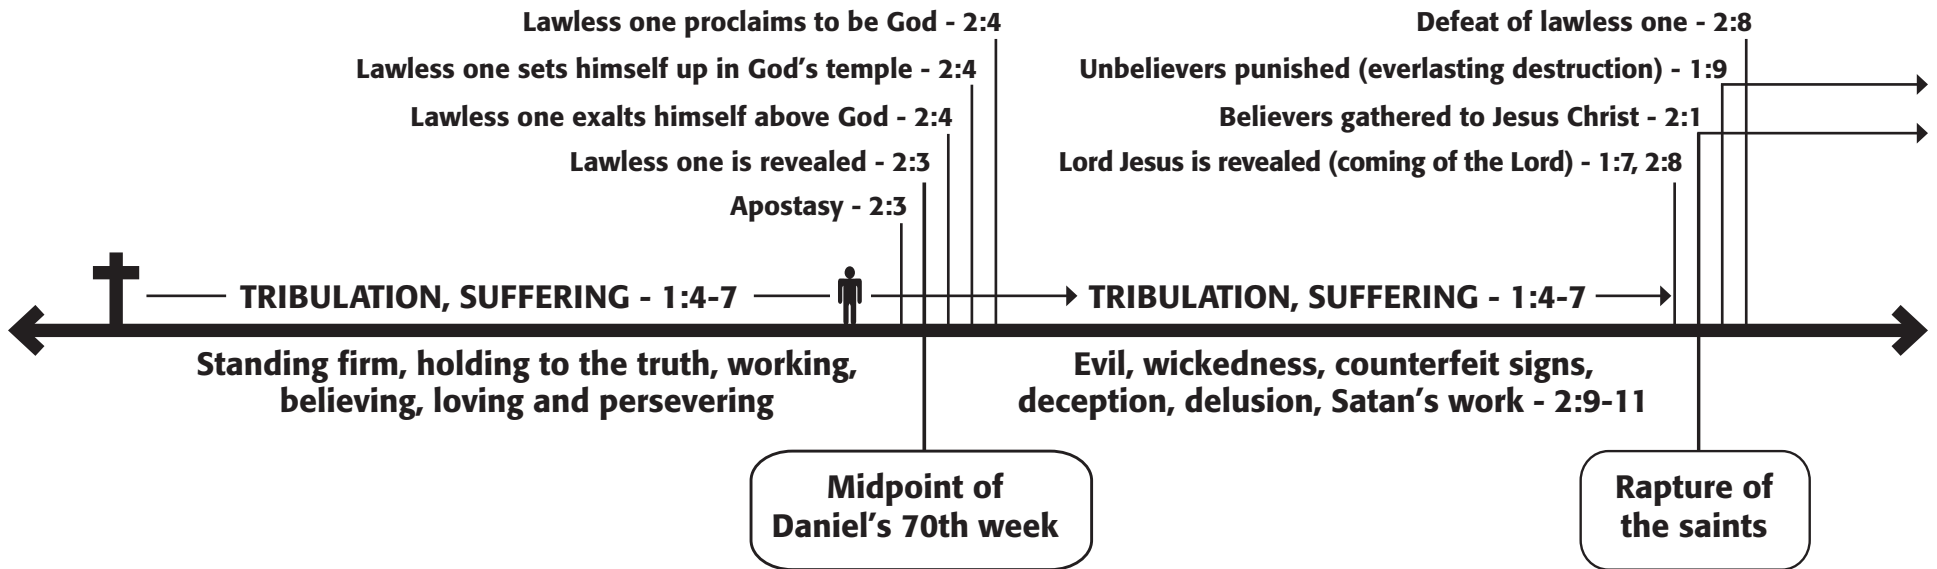 Lawless one proclaims to be God - 2:4
Lawless one sets himself up in God's temple - 2:4
Lawless one exalts himself above God - 2:4
Lawless one is revealed - 2:3
Apostasy - 2:3
Defeat of lawless one - 2:8
Unbelievers punished (everlasting destruction) - 1:9
Believers gathered to Jesus Christ - 2:1
Lord Jesus is revealed (coming of the Lord) - 1:7, 2:8
TRIBULATION, SUFFERING - 1:4-7
TRIBULATION, SUFFERING - 1:4-7
Standing firm, holding to the truth, working,
believing, loving and persevering
Evil, wickedness, counterfeit signs,
deception, delusion, Satan's work - 2:9-11
Midpoint of
Daniel's 70th week
Rapture of
the saints